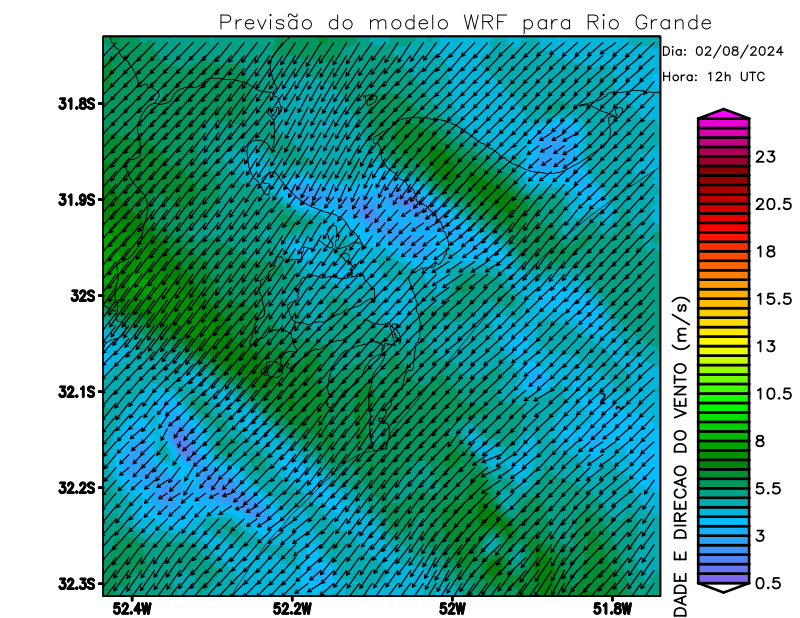 Previsão do modelo WRF para Rio Grande
Dia: 02/08/2024
Hora: 12h UTC
31.8S
31.9S
32S
32.1S
32.2S
32.3S
52.4W
52.2W
52W
51.8W
DADE E DIRECAO DO VENTO (m/s)
23
20.5
18
15.5
13
10.5
8
5.5
3
0.5